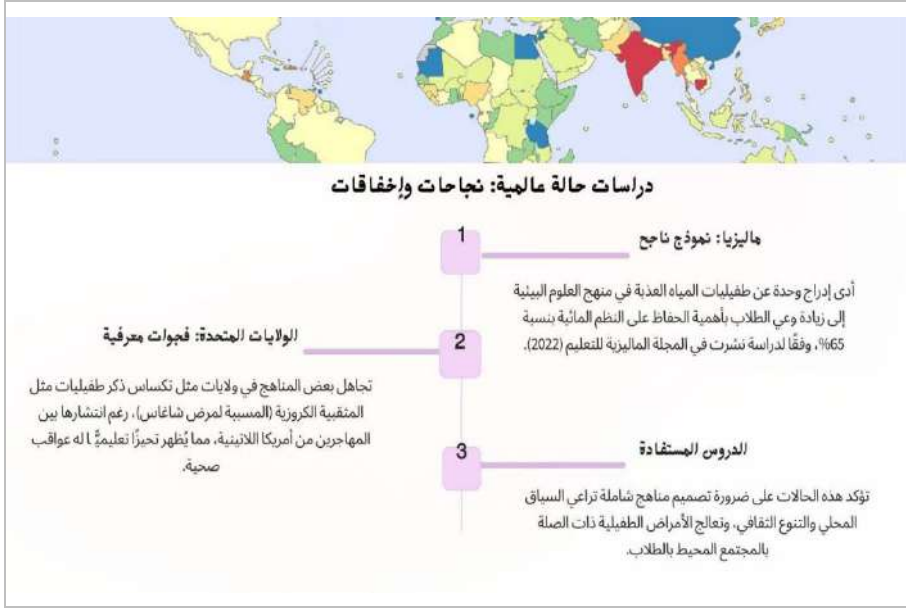 دراسات حالة عالمية: نجاحات وإخفاقات
1
ماليزيا: نموذج ناجح
أدى إدراج وحدة عن طفيليات المياه العذبة في منهج العلوم البيئية
إلى زيادة وعي الطلاب بأهمية الحفاظ على النظم المائية بنسبة
65%، وفقًا لدراسة نشرت في المجلة الماليزية للتعليم (2022).
2
الولايات المتحدة: فجوات معرفية
تجاهل بعض المناهج في ولايات مثل تكساس ذكر طفيليات مثل
المثقبية الكروزية (المسببة لمرض شاغاس)، رغم انتشارها بين
المهاجرين من أمريكا اللاتينية، مما يُظهر تحيزًا تعليميًّا له عواقب
صحية.
3
الدروس المستفادة
تؤكد هذه الحالات على ضرورة تصميم مناهج شاملة تراعي السياق
المحلي والتنوع الثقافي، وتعالج الأمراض الطفيلية ذات الصلة
بالمجتمع المحيط بالطلاب.